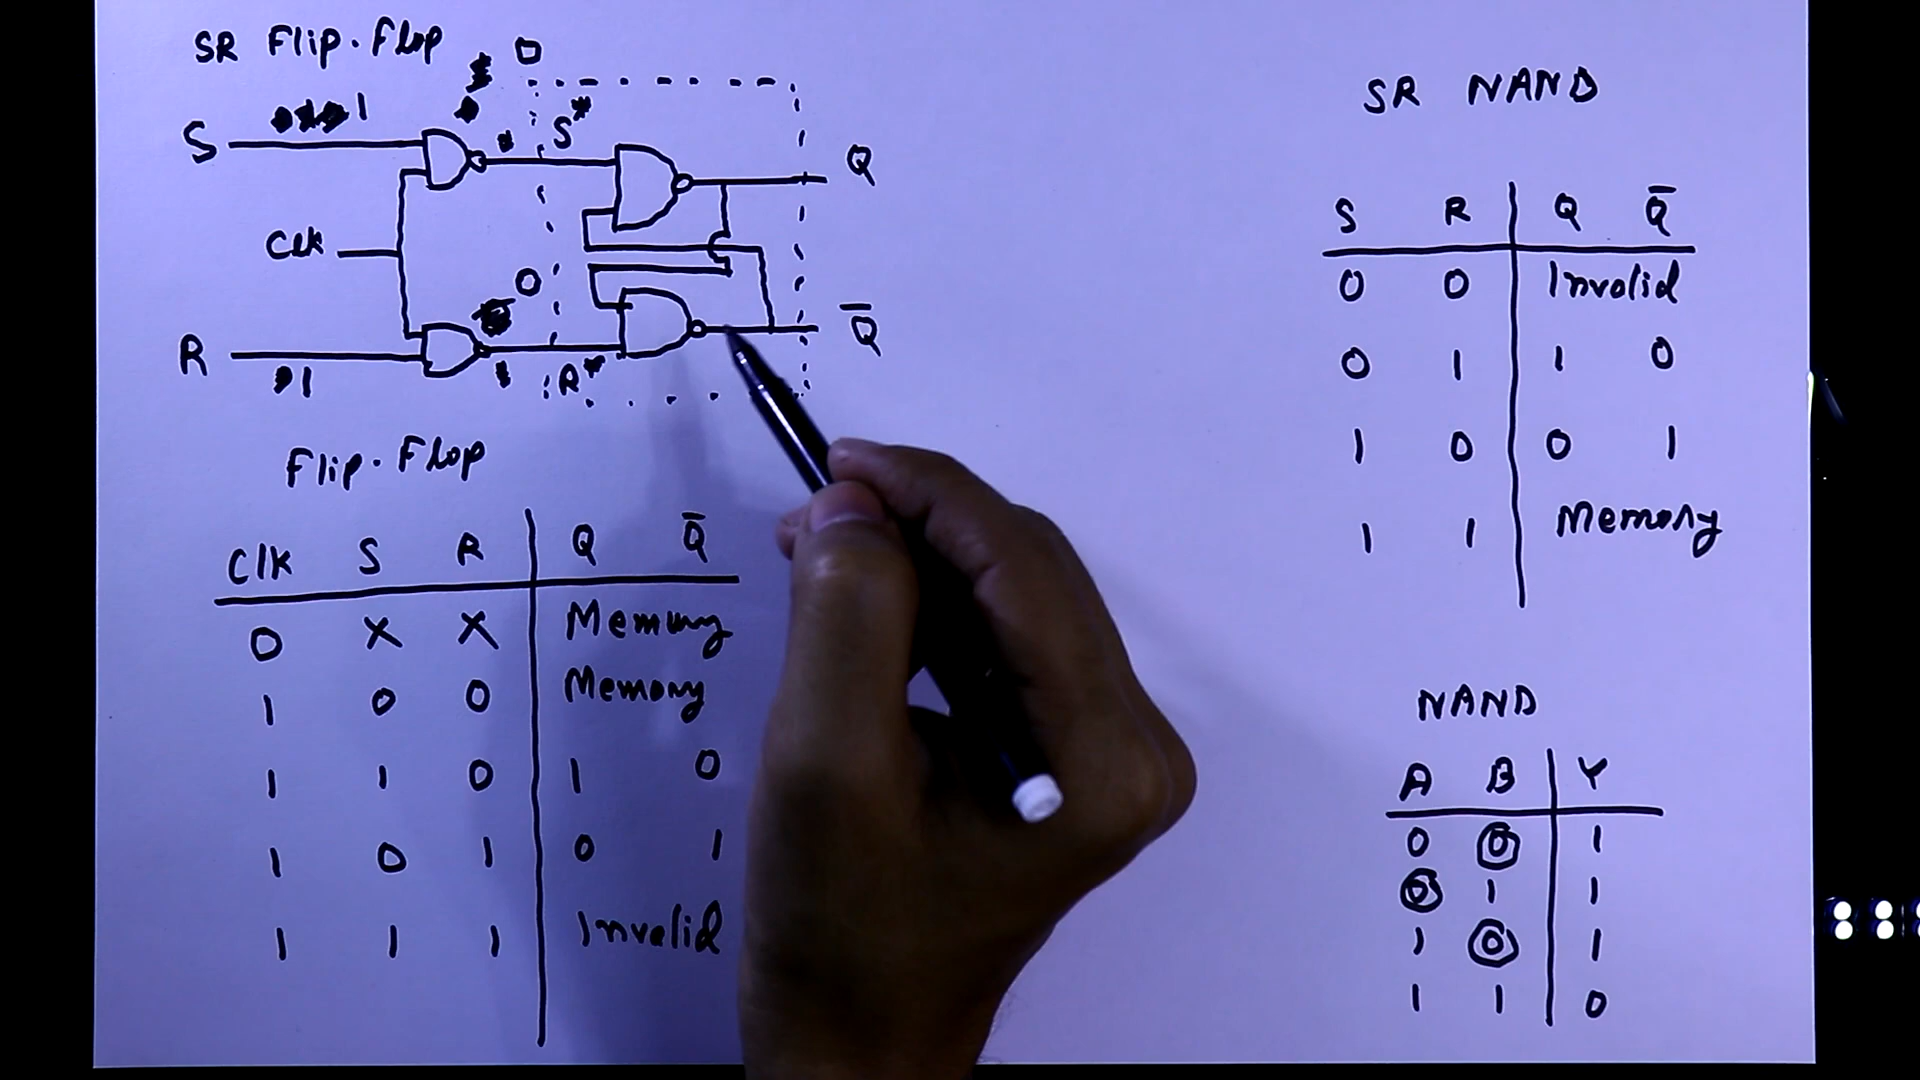 SR Flip-Flop
0
S 1
S*
Q
Clk
0
R 1
R*
Q̅
Flip-Flop
Clk S R Q Q̅
0 X X Memory
1 0 0 Memory
1 1 0 1 0
1 0 1 0 1
1 1 1 Invalid
SR NAND
S R Q Q̅
0 0 Invalid
0 1 1 0
1 0 0 1
1 1 Memory
NAND
A B Y
0 0 1
0 1 1
1 0 1
1 1 0